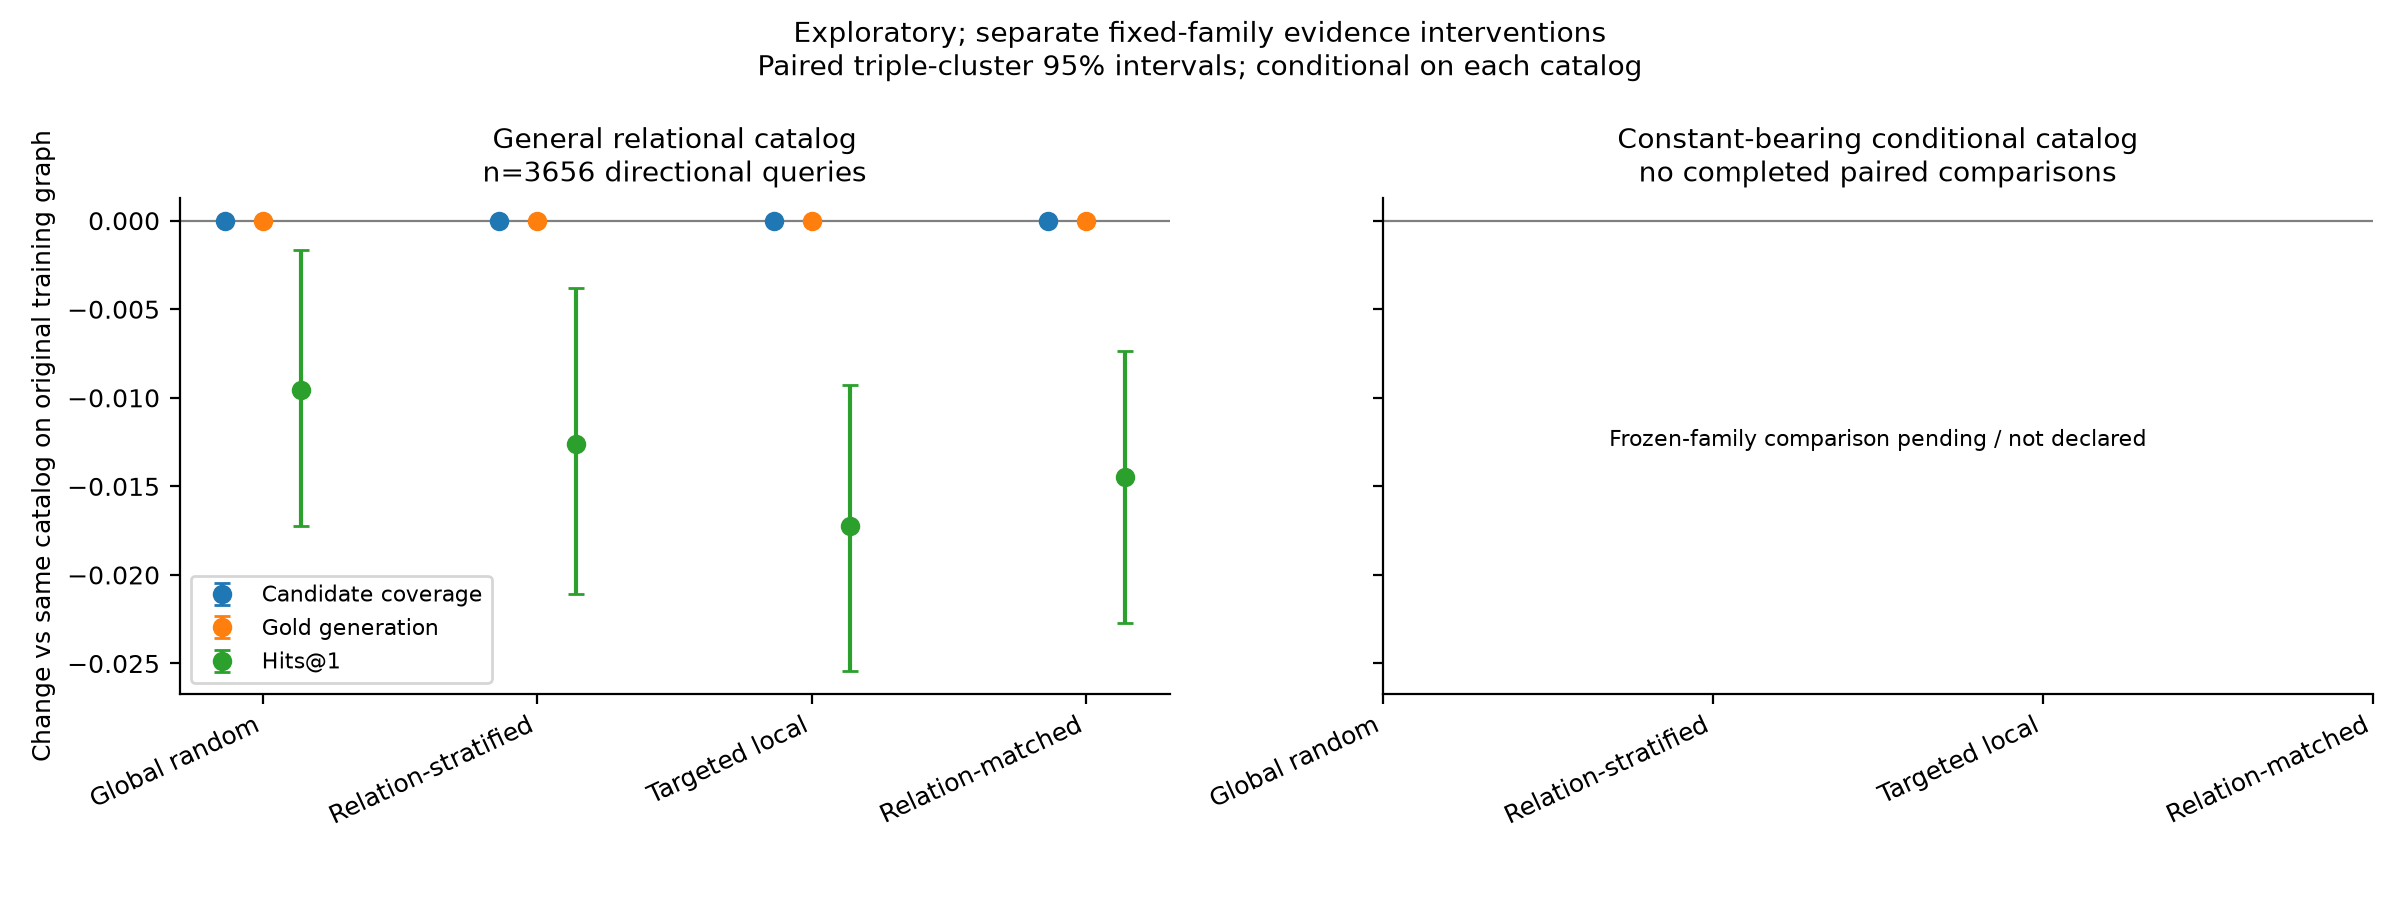 Exploratory; separate fixed-family evidence interventions
Paired triple-cluster 95% intervals; conditional on each catalog
General relational catalog
n=3656 directional queries
Change vs same catalog on original training graph
0.000
−0.005
−0.010
−0.015
−0.020
−0.025
Candidate coverage
Gold generation
Hits@1
Global random
Relation-stratified
Targeted local
Relation-matched
Constant-bearing conditional catalog
no completed paired comparisons
Frozen-family comparison pending / not declared
Global random
Relation-stratified
Targeted local
Relation-matched